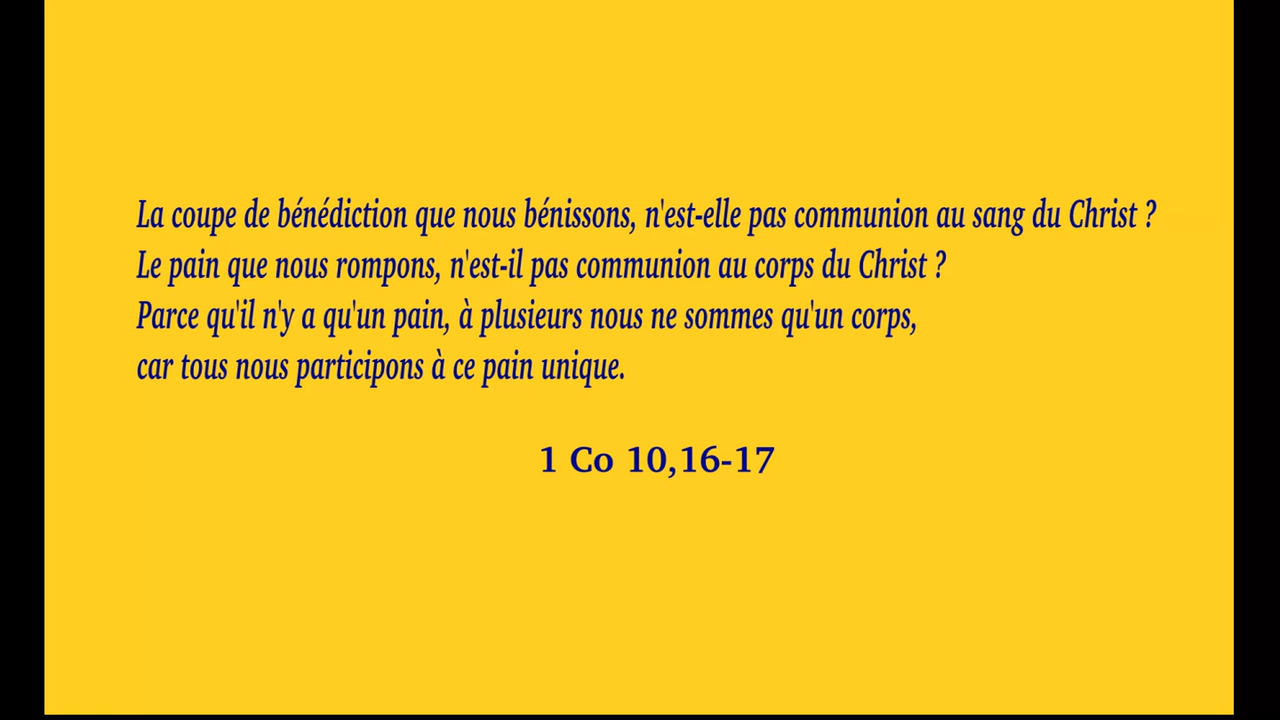 La coupe de bénédiction que nous bénissons, n'est-elle pas communion au sang du Christ ?
Le pain que nous rompons, n'est-il pas communion au corps du Christ ?
Parce qu'il n'y a qu'un pain, à plusieurs nous ne sommes qu'un corps,
car tous nous participons à ce pain unique.
1 Co 10,16-17